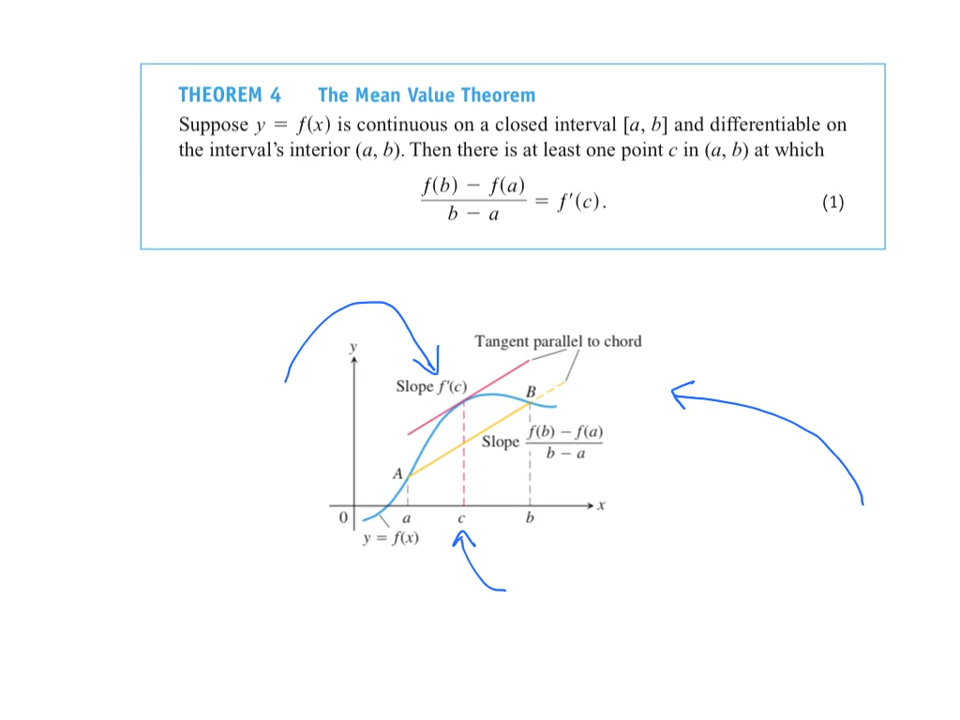 THEOREM 4 The Mean Value Theorem
Suppose y = f(x) is continuous on a closed interval [a, b] and differentiable on
the interval's interior (a, b). Then there is at least one point c in (a, b) at which
f(b) − f(a)
b − a
= f′(c).
(1)
y
Tangent parallel to chord
Slope f′(c)
B
Slope
f(b) − f(a)
b − a
A
x
0
a
c
b
y = f(x)